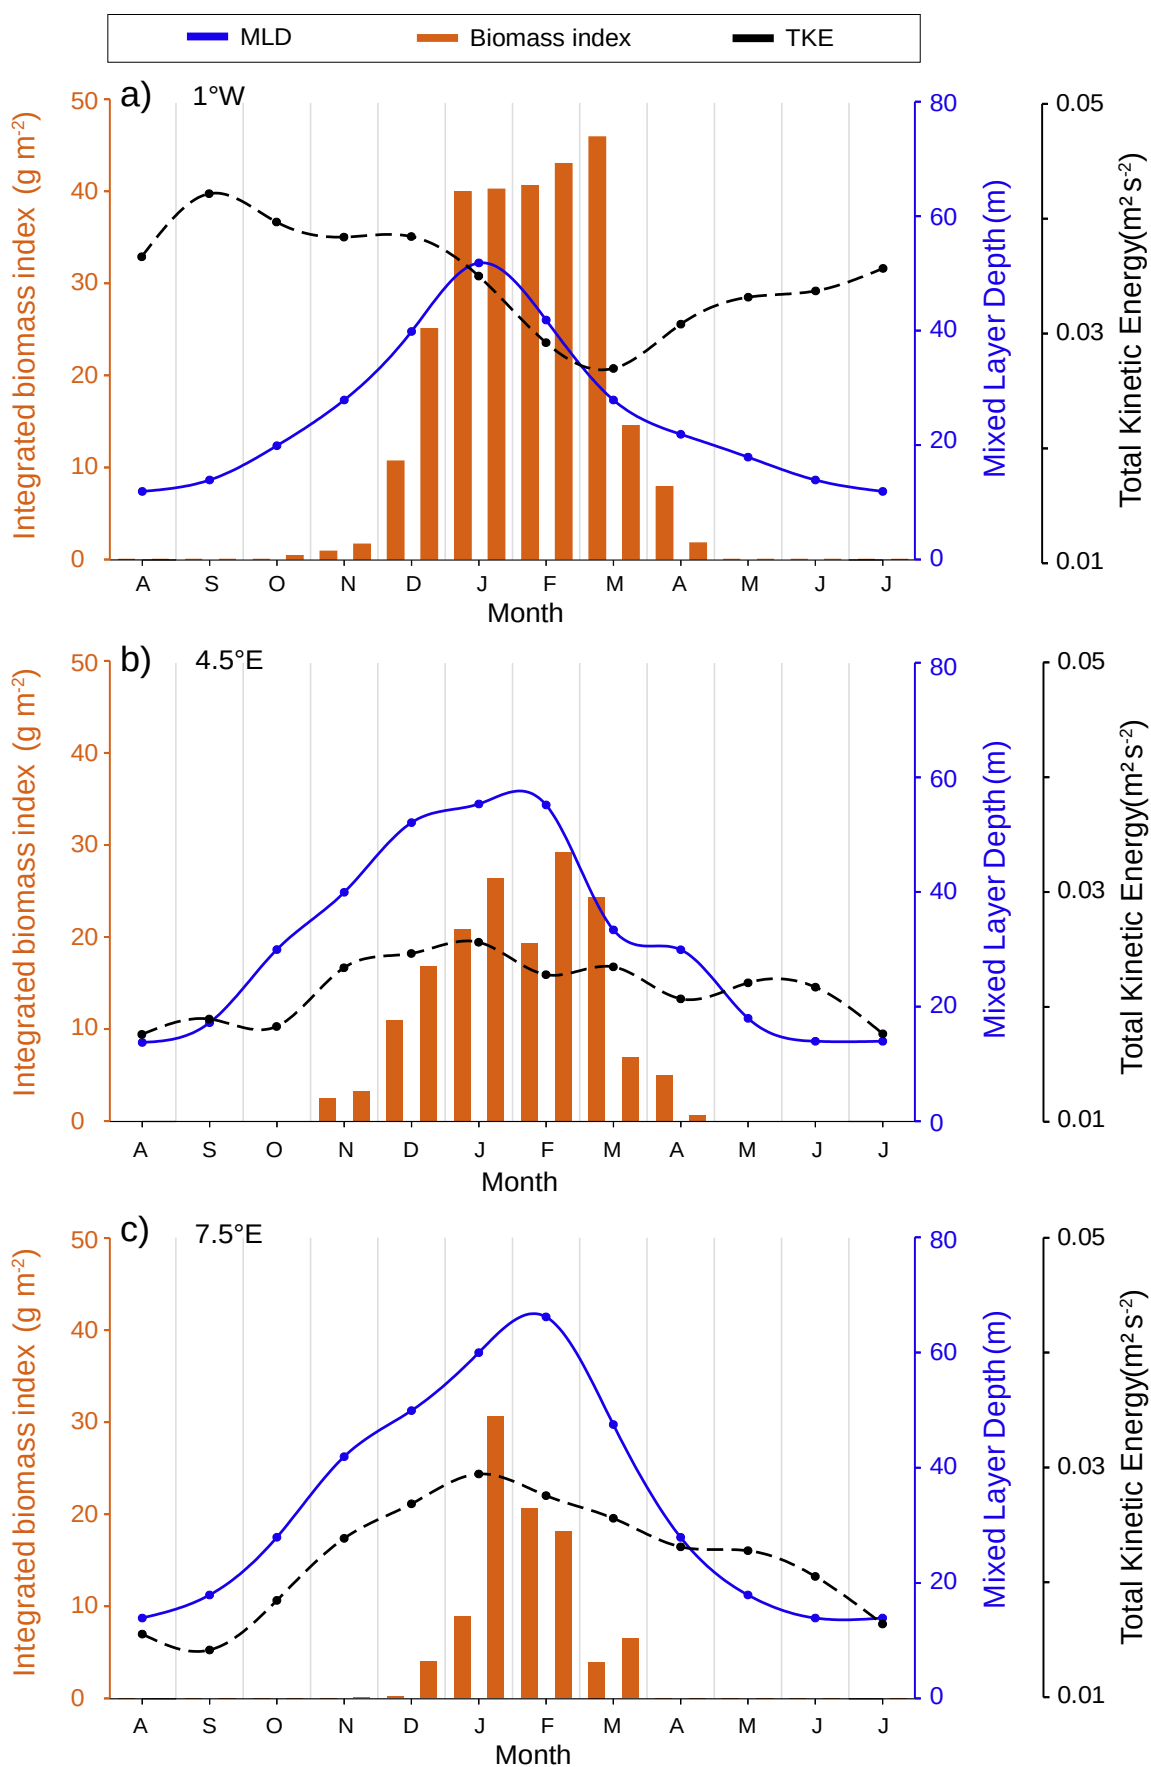 MLD Biomass index TKE
a) 1°W
Integrated biomass index (g m-2)
50
40
30
20
10
0
80
60
40
20
0
Mixed Layer Depth (m)
0.05
0.03
0.01
Total Kinetic Energy(m² s-2)
A S O N D J F M A M J J
Month
b) 4.5°E
Integrated biomass index (g m-2)
50
40
30
20
10
0
80
60
40
20
0
Mixed Layer Depth (m)
0.05
0.03
0.01
Total Kinetic Energy(m² s-2)
A S O N D J F M A M J J
Month
c) 7.5°E
Integrated biomass index (g m-2)
50
40
30
20
10
0
80
60
40
20
0
Mixed Layer Depth (m)
0.05
0.03
0.01
Total Kinetic Energy(m² s-2)
A S O N D J F M A M J J
Month